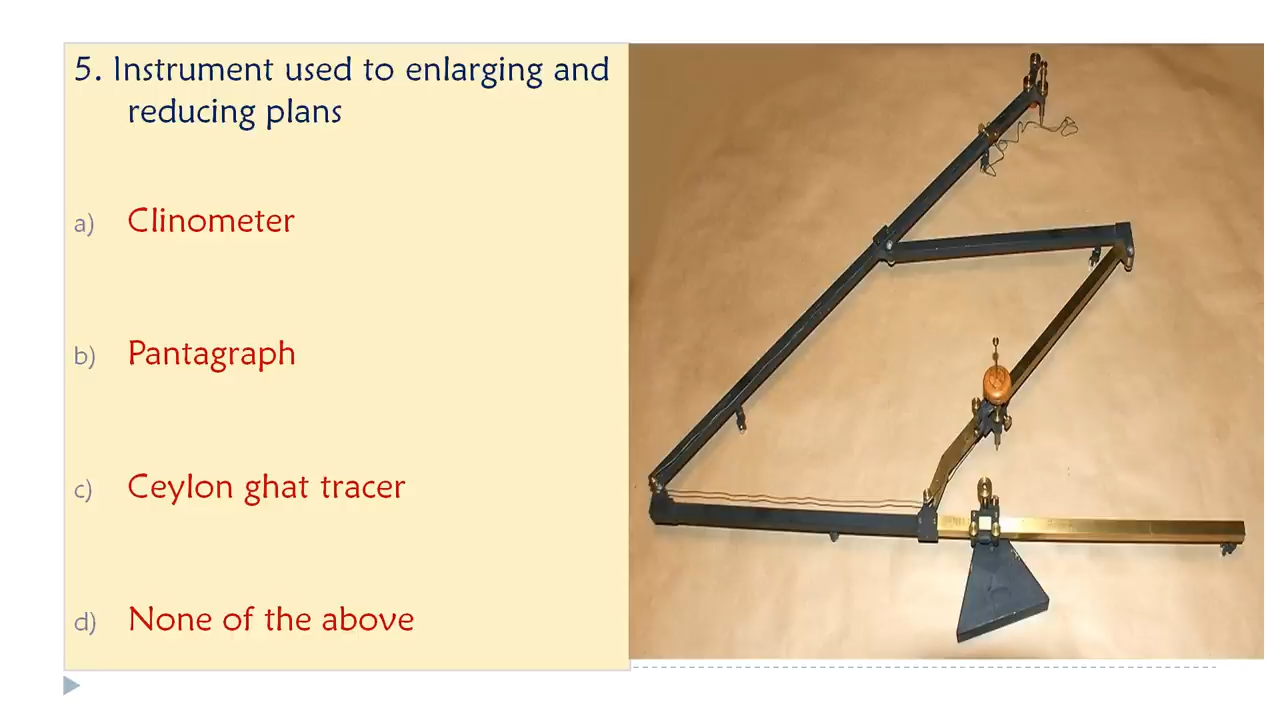 5. Instrument used to enlarging and
reducing plans
a) Clinometer
b) Pantagraph
c) Ceylon ghat tracer
d) None of the above